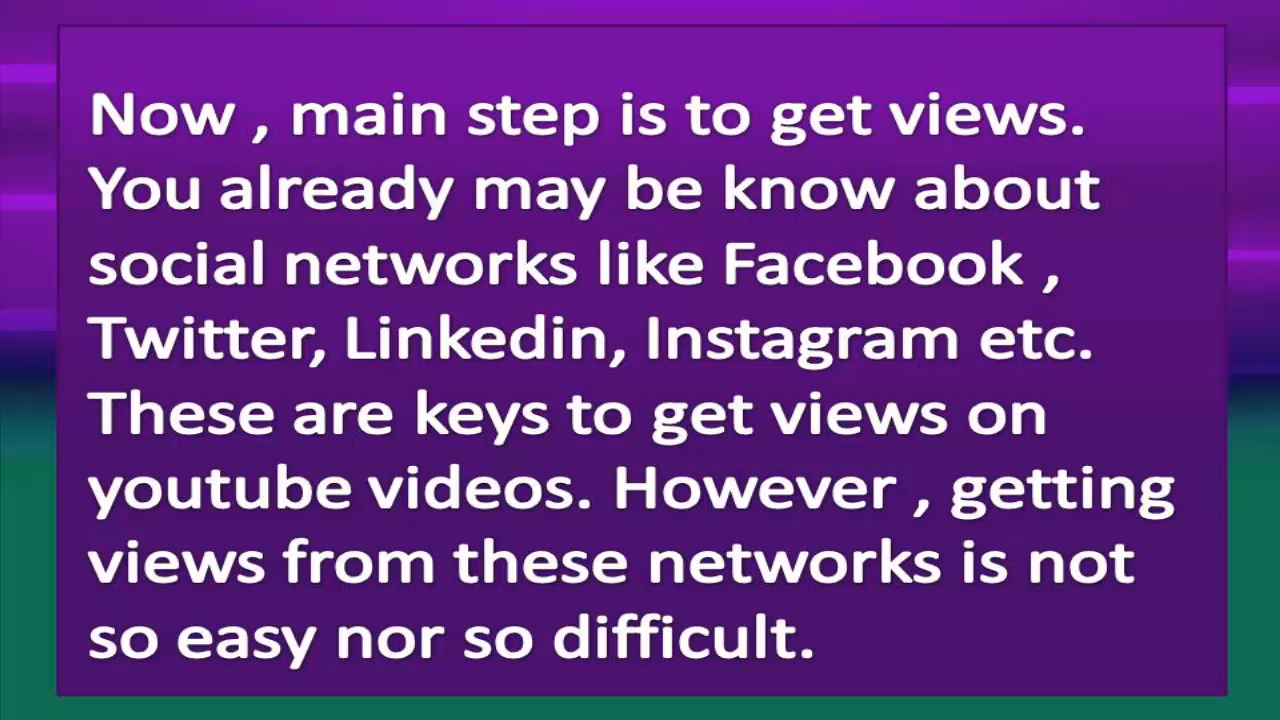 Now , main step is to get views.
You already may be know about
social networks like Facebook ,
Twitter, Linkedin, Instagram etc.
These are keys to get views on
youtube videos. However , getting
views from these networks is not
so easy nor so difficult.